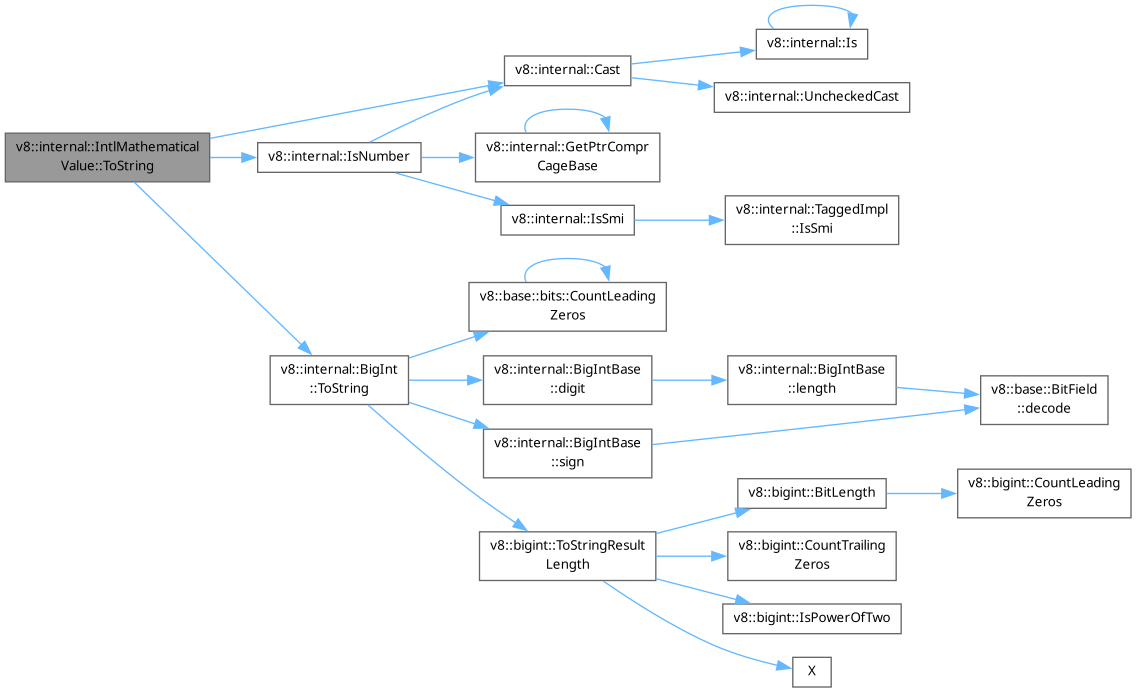 v8::internal::IntlMathematical
Value::ToString
v8::internal::Cast
v8::internal::Is
v8::internal::UncheckedCast
v8::internal::IsNumber
v8::internal::GetPtrCompr
CageBase
v8::internal::IsSmi
v8::internal::TaggedImpl
::IsSmi
v8::internal::BigInt
::ToString
v8::base::bits::CountLeading
Zeros
v8::internal::BigIntBase
::digit
v8::internal::BigIntBase
::length
v8::base::BitField
::decode
v8::internal::BigIntBase
::sign
v8::bigint::ToStringResult
Length
v8::bigint::BitLength
v8::bigint::CountLeading
Zeros
v8::bigint::CountTrailing
Zeros
v8::bigint::IsPowerOfTwo
X